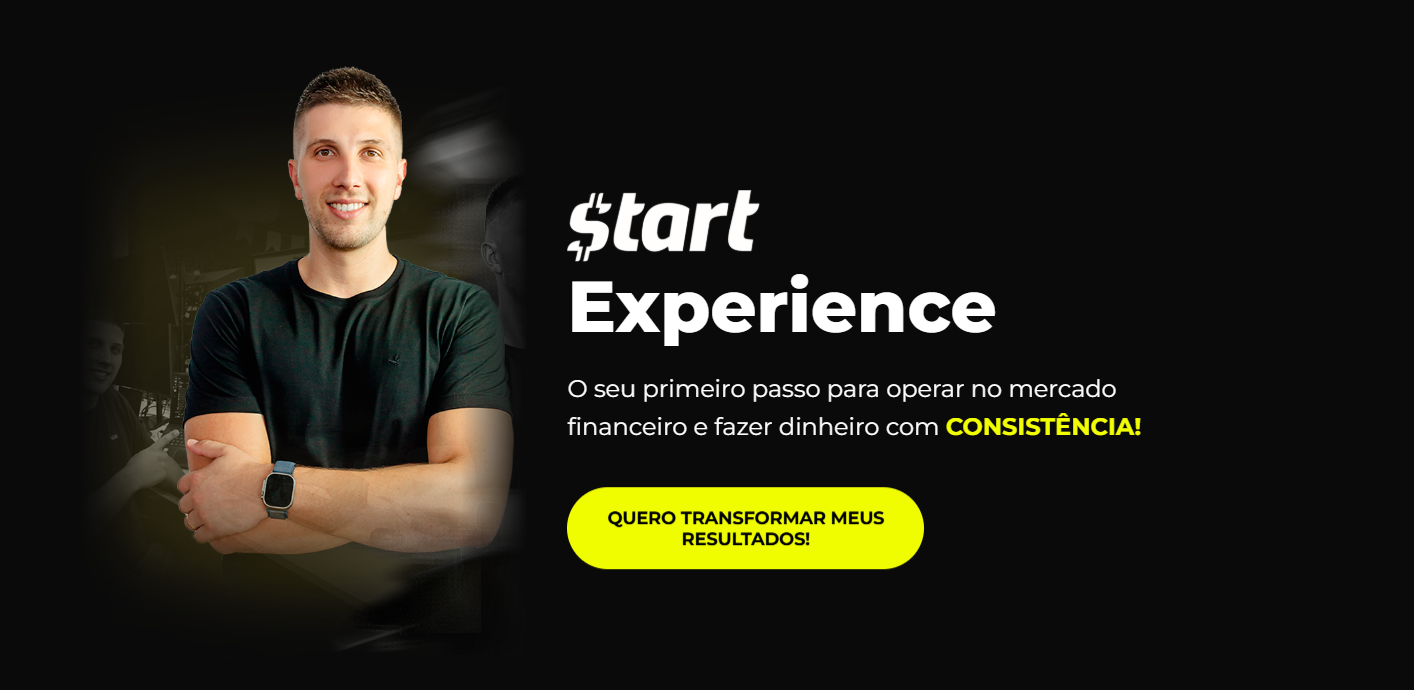 $tart
Experience
O seu primeiro passo para operar no mercado
financeiro e fazer dinheiro com CONSISTÊNCIA!
QUERO TRANSFORMAR MEUS
RESULTADOS!